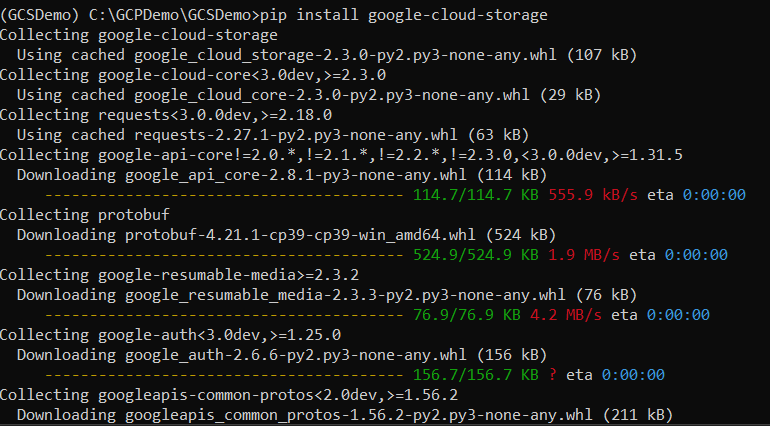 (GCSDemo) C:\GCPDemo\GCSDemo>pip install google-cloud-storage
Collecting google-cloud-storage
  Using cached google_cloud_storage-2.3.0-py2.py3-none-any.whl (107 kB)
Collecting google-cloud-core<3.0dev,>=2.3.0
  Using cached google_cloud_core-2.3.0-py2.py3-none-any.whl (29 kB)
Collecting requests<3.0.0dev,>=2.18.0
  Using cached requests-2.27.1-py2.py3-none-any.whl (63 kB)
Collecting google-api-core!=2.0.*,!=2.1.*,!=2.2.*,!=2.3.0,<3.0.0dev,>=1.31.5
  Downloading google_api_core-2.8.1-py3-none-any.whl (114 kB)
     ---------------------------------------- 114.7/114.7 KB 555.9 kB/s eta 0:00:00
Collecting protobuf
  Downloading protobuf-4.21.1-cp39-cp39-win_amd64.whl (524 kB)
     ---------------------------------------- 524.9/524.9 KB 1.9 MB/s eta 0:00:00
Collecting google-resumable-media>=2.3.2
  Downloading google_resumable_media-2.3.3-py2.py3-none-any.whl (76 kB)
     ---------------------------------------- 76.9/76.9 KB 4.2 MB/s eta 0:00:00
Collecting google-auth<3.0dev,>=1.25.0
  Downloading google_auth-2.6.6-py2.py3-none-any.whl (156 kB)
     ---------------------------------------- 156.7/156.7 KB ? eta 0:00:00
Collecting googleapis-common-protos<2.0dev,>=1.56.2
  Downloading googleapis_common_protos-1.56.2-py2.py3-none-any.whl (211 kB)